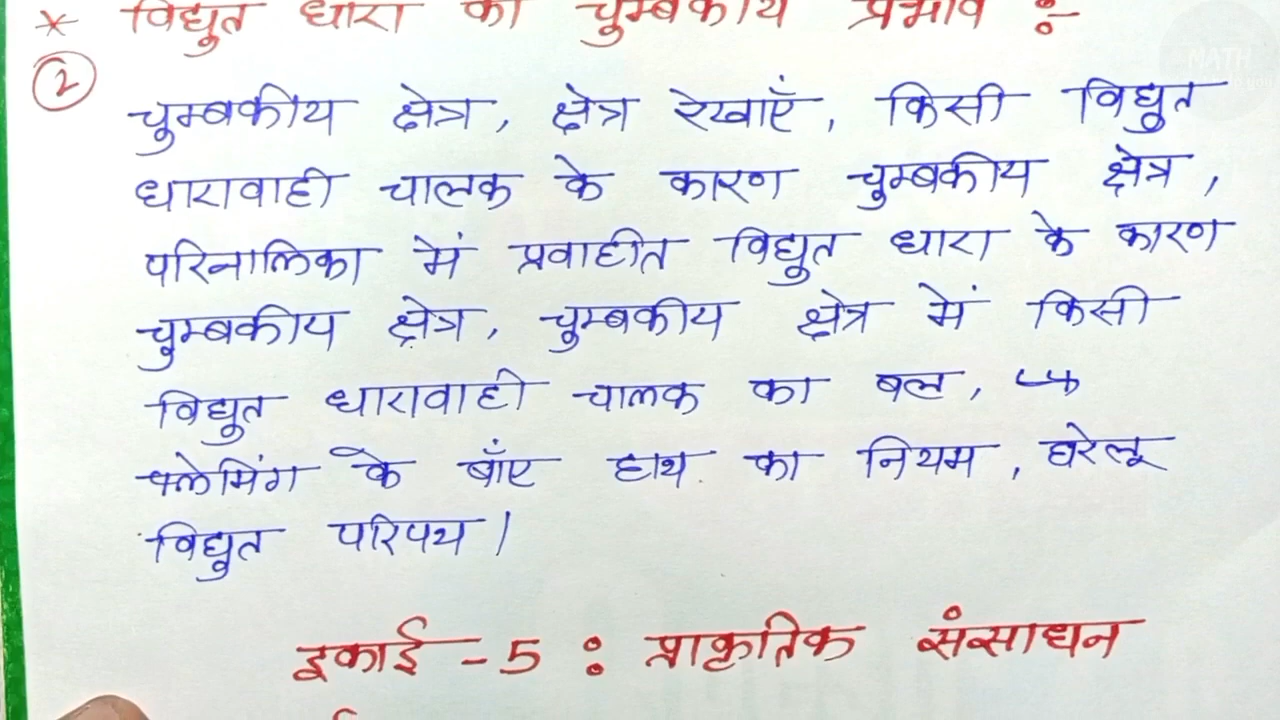 * विद्युत धारा का चुम्बकीय प्रभाव :-
② चुम्बकीय क्षेत्र, क्षेत्र रेखाएँ, किसी विद्युत
धारावाही चालक के कारण चुम्बकीय क्षेत्र,
परिनालिका में प्रवाहीत विद्युत धारा के कारण
चुम्बकीय क्षेत्र, चुम्बकीय क्षेत्र में किसी
विद्युत धारावाही चालक का बल,
फ्लेमिंग के बाँए हाथ का नियम, घरेलू
विद्युत परिपथ।
इकाई - 5 : प्राकृतिक संसाधन
MATH